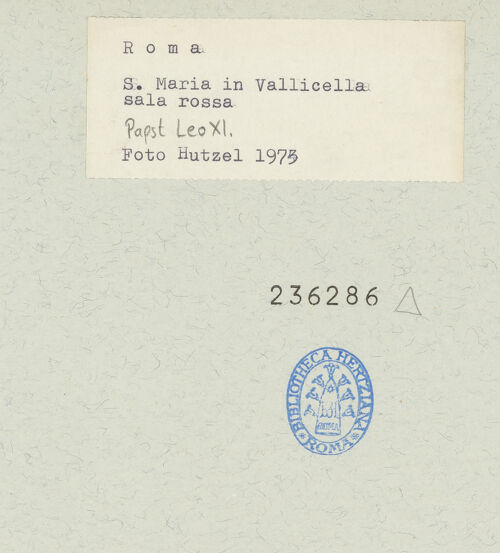 Roma
S. Maria in Vallicella
sala rossa
Papst Leo XI.
Foto Hutzel 1975
236286
BIBLIOTHECA HERTZIANA
ROMA